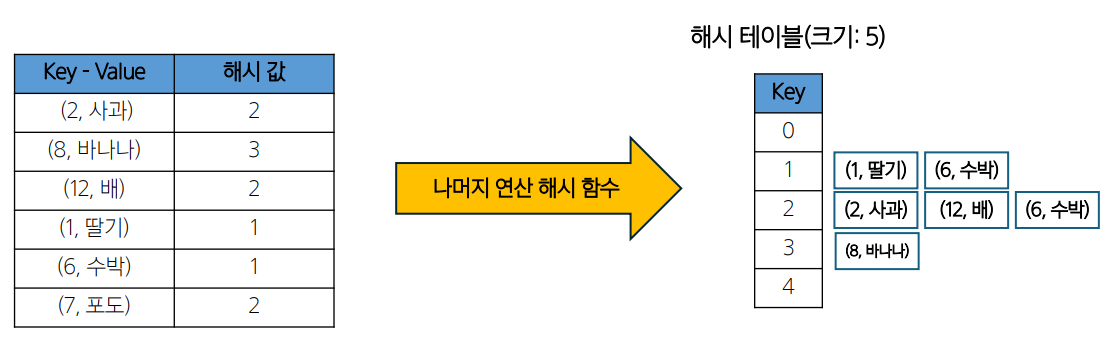 해시 테이블(크기: 5)
Key - Value 해시 값
(2, 사과) 2
(8, 바나나) 3
(12, 배) 2
(1, 딸기) 1
(6, 수박) 1
(7, 포도) 2
나머지 연산 해시 함수
Key
0
1 (1, 딸기) (6, 수박)
2 (2, 사과) (12, 배) (6, 수박)
3 (8, 바나나)
4